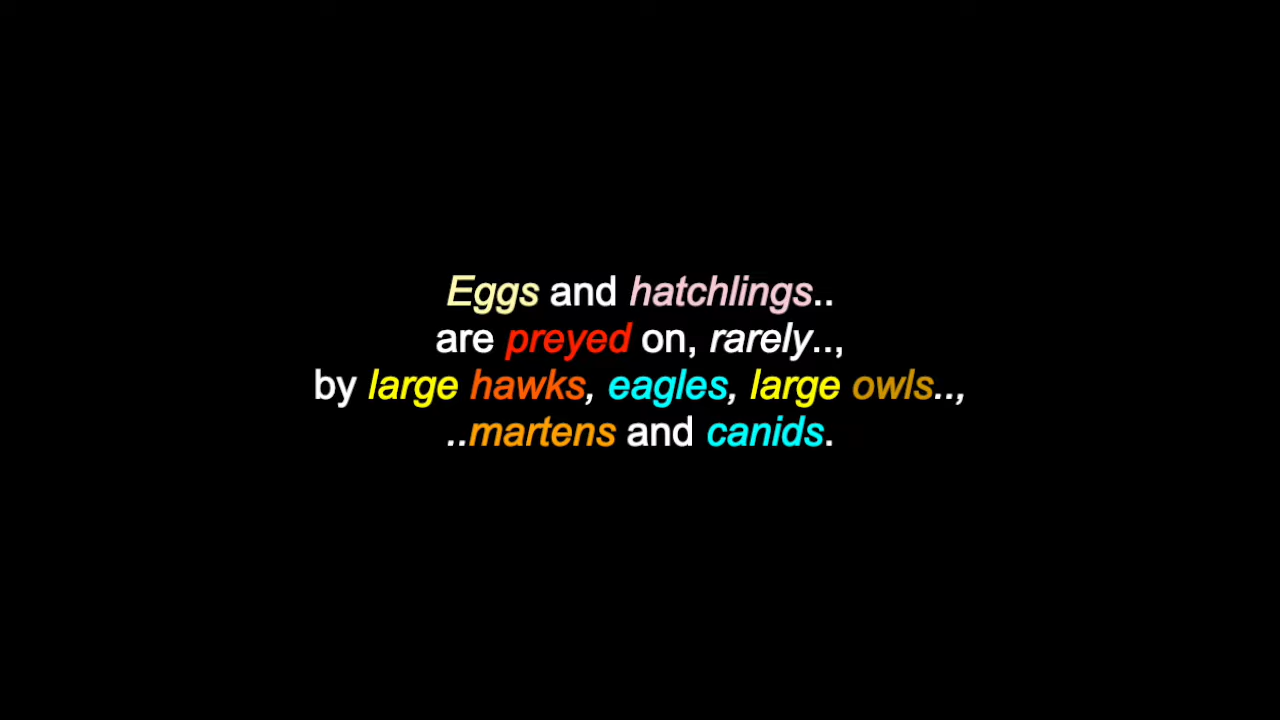 Eggs and hatchlings..
are preyed on, rarely..,
by large hawks, eagles, large owls..,
..martens and canids.